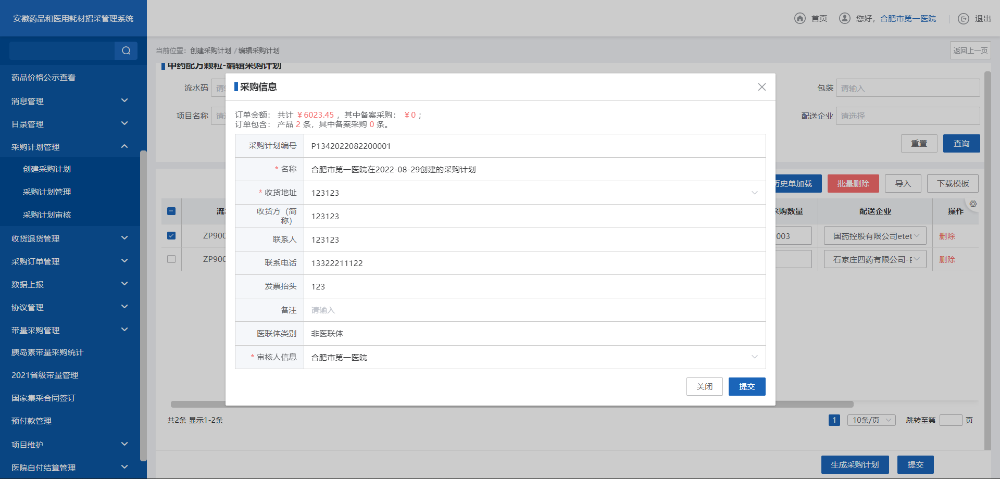 安徽药品和医用耗材招采管理系统
首页
您好，合肥市第一医院
退出
当前位置：创建采购计划 / 编辑采购计划
返回上一页
药品价格公示查看
消息管理
目录管理
采购计划管理
创建采购计划
采购计划管理
采购计划审核
收货退货管理
采购订单管理
数据上报
协议管理
带量采购管理
胰岛素带量采购统计
2021省级带量管理
国家集采合同签订
预付款管理
项目维护
医院自付结算管理
中药配方颗粒-编辑采购计划
流水码
包装 请输入
项目名称
配送企业 请选择
重置 查询
历史单加载 批量删除 导入 下载模板
采购数量 配送企业 操作
ZP900 003 国药控股有限公司etet 删除
ZP900 石家庄四药有限公司-E 删除
采购信息
订单金额： 共计 ￥6023.45， 其中备案采购： ￥0；
订单包含： 产品 2 条，其中备案采购 0 条。
采购计划编号 P1342022082200001
* 名称 合肥市第一医院在2022-08-29创建的采购计划
* 收货地址 123123
收货方（简
称） 123123
联系人 123123
联系电话 13322211122
发票抬头 123
备注 请输入
医联体类别 非医联体
* 审核人信息 合肥市第一医院
关闭 提交
共2条 显示1-2条
1 10条/页 跳转至第 页
生成采购计划 提交